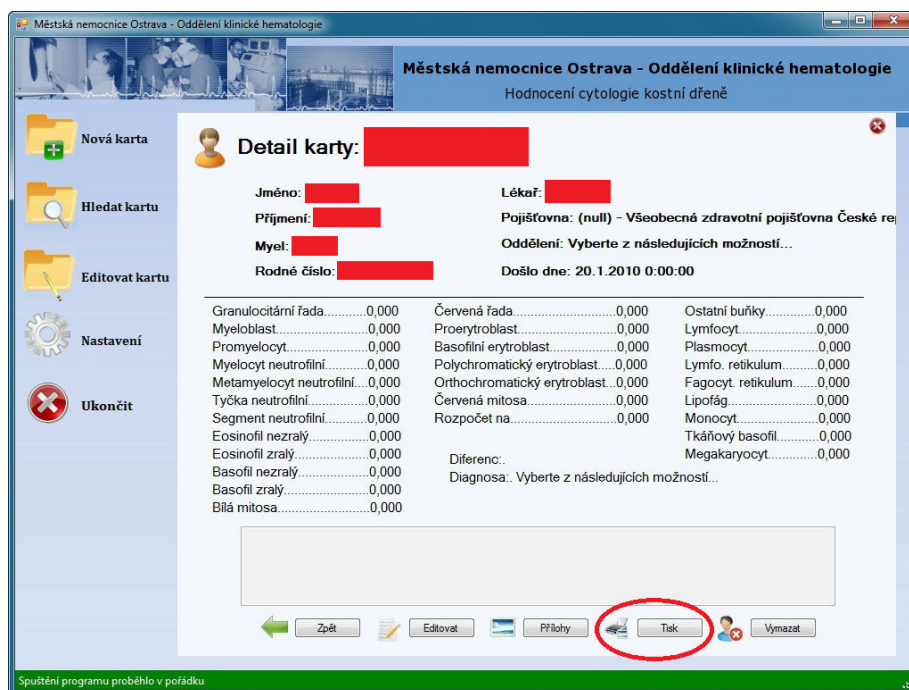 Městská nemocnice Ostrava - Oddělení klinické hematologie
Městská nemocnice Ostrava - Oddělení klinické hematologie
Hodnocení cytologie kostní dřeně
Nová karta
Hledat kartu
Editovat kartu
Nastavení
Ukončit
Detail karty:
Jméno:
Příjmení:
Myel:
Rodné číslo:
Lékař:
Pojišťovna: (null) - Všeobecná zdravotní pojišťovna České rep
Oddělení: Vyberte z následujících možností...
Došlo dne: 20.1.2010 0:00:00
Granulocitární řada............0,000
Myeloblast..........................0,000
Promyelocyt.......................0,000
Myelocyt neutrofilní............0,000
Metamyelocyt neutrofilní....0,000
Tyčka neutrofilní................0,000
Segment neutrofilní............0,000
Eosinofil nezralý.................0,000
Eosinofil zralý.....................0,000
Basofil nezralý....................0,000
Basofil zralý........................0,000
Bílá mitosa..........................0,000
Červená řada.............................0,000
Proerytroblast............................0,000
Basofilní erytroblast...................0,000
Polychromatický erytroblast.....0,000
Orthochromatický erytroblast...0,000
Červená mitosa.........................0,000
Rozpočet na..............................0,000
Diferenc:.
Diagnosa:. Vyberte z následujících možností...
Ostatní buňky..............0,000
Lymfocyt......................0,000
Plasmocyt...................0,000
Lymfo. retikulum..........0,000
Fagocyt. retikulum.......0,000
Lipofág........................0,000
Monocyt......................0,000
Tkáňový basofil...........0,000
Megakaryocyt..............0,000
Zpět
Editovat
Přílohy
Tisk
Vymazat
Spuštění programu proběhlo v pořádku